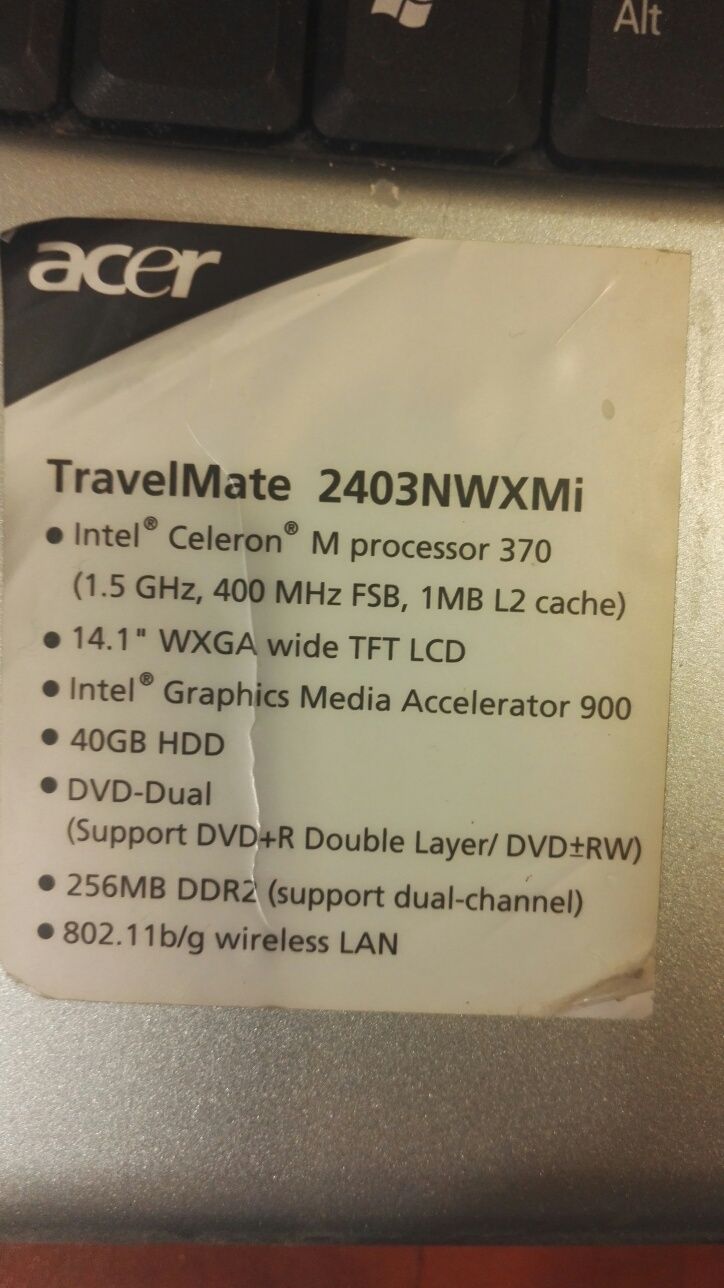 Alt
acer
TravelMate 2403NWXMi
• Intel® Celeron® M processor 370
(1.5 GHz, 400 MHz FSB, 1MB L2 cache)
• 14.1" WXGA wide TFT LCD
• Intel® Graphics Media Accelerator 900
• 40GB HDD
• DVD-Dual
(Support DVD+R Double Layer/ DVD±RW)
• 256MB DDR2 (support dual-channel)
• 802.11b/g wireless LAN